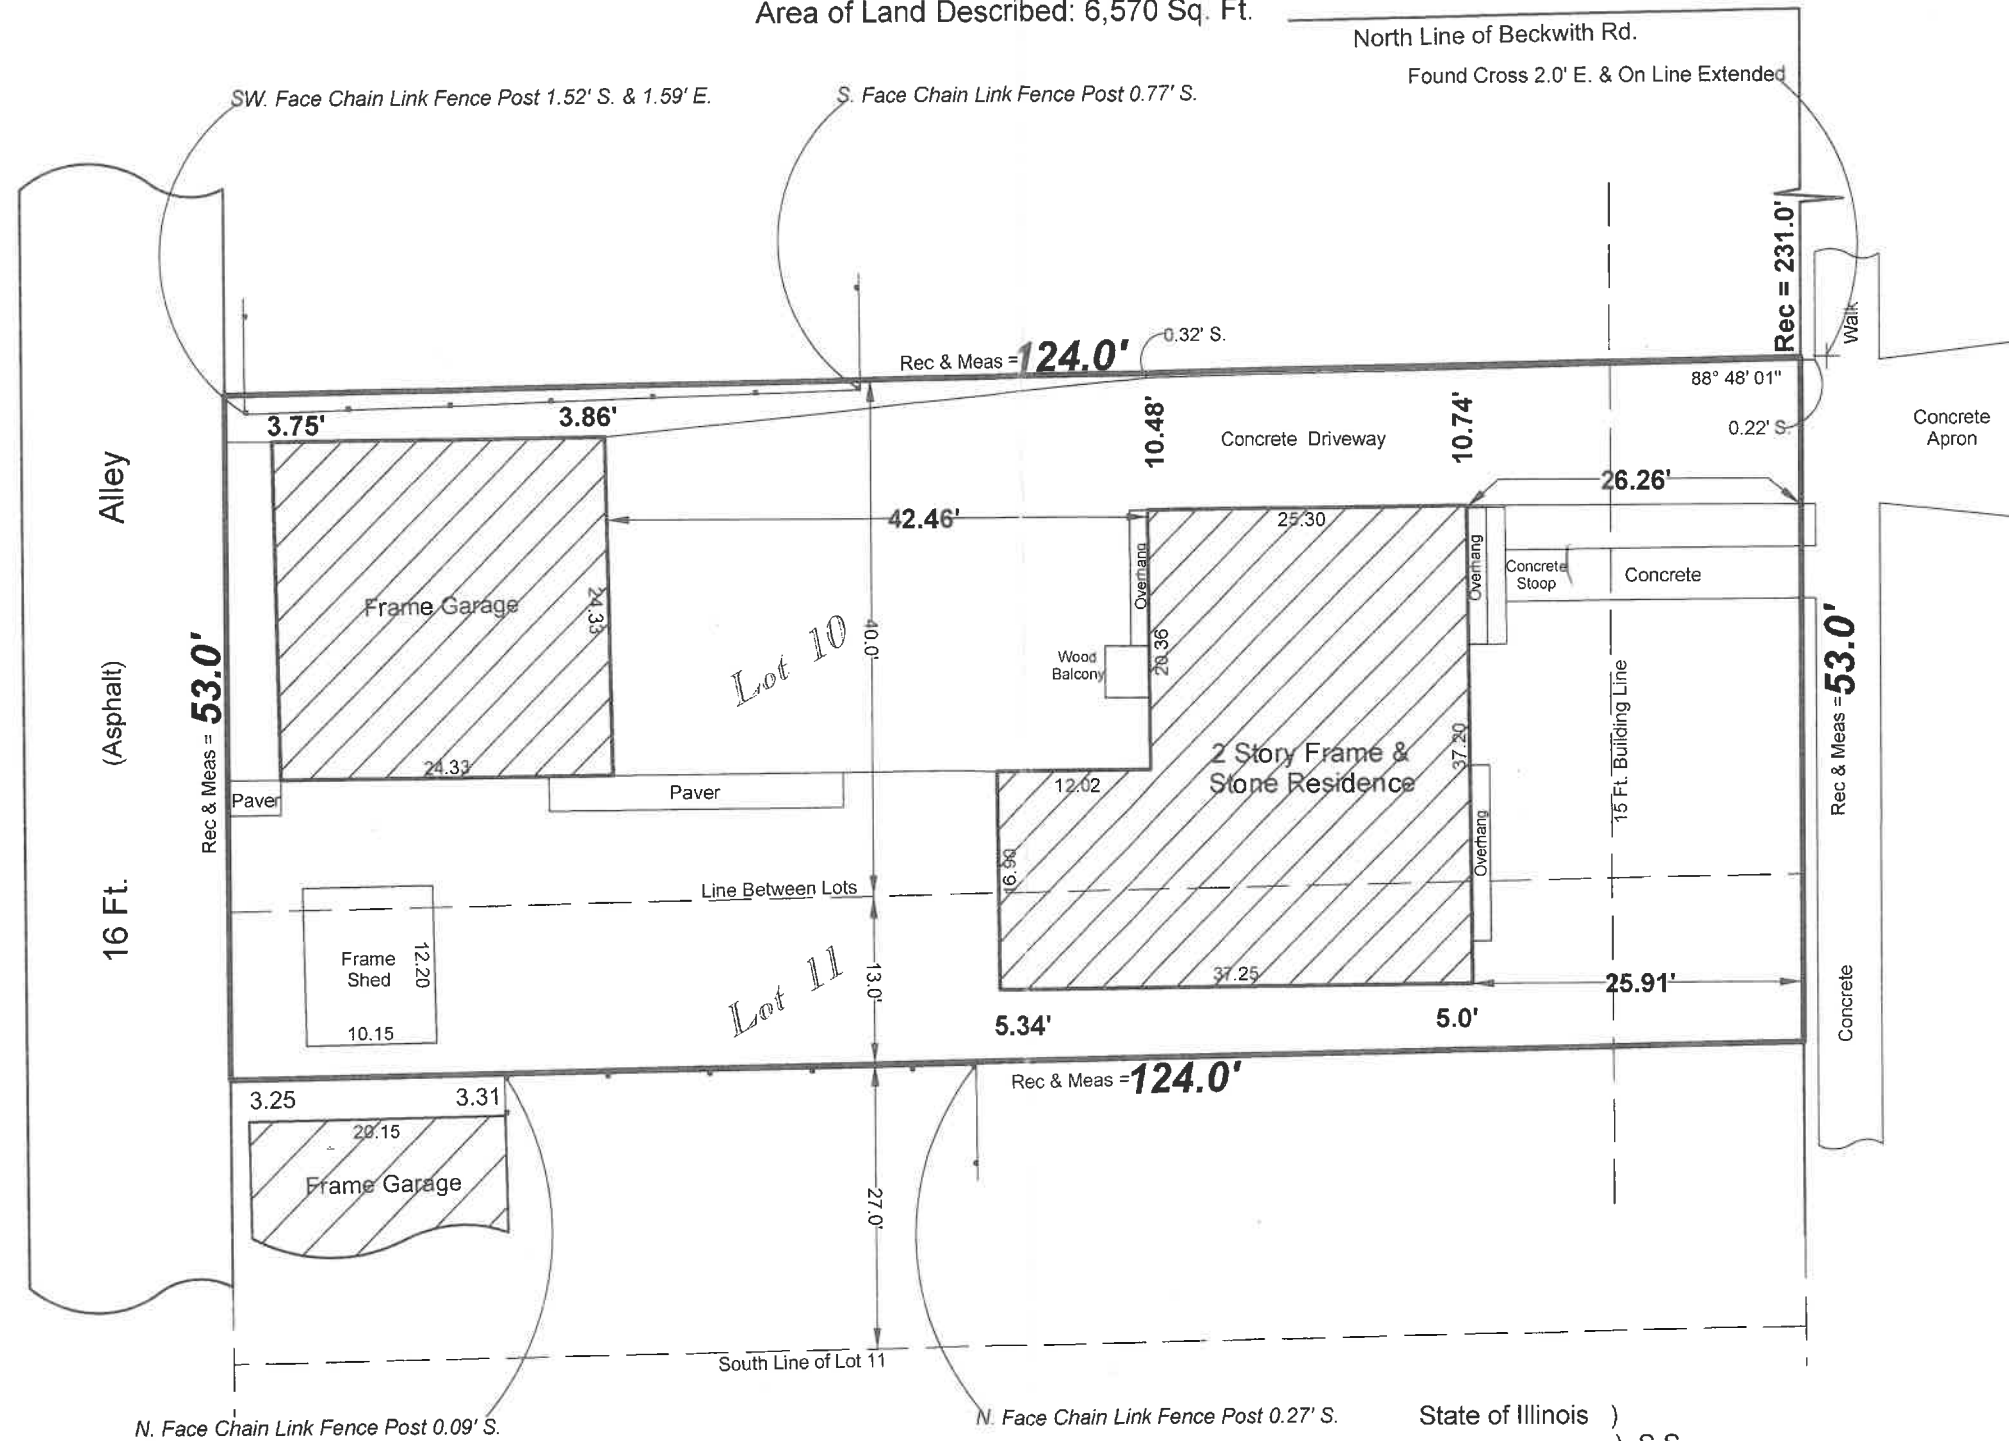 Area of Land Described: 6,570 Sq. Ft.
North Line of Beckwith Rd.
Found Cross 2.0' E. & On Line Extended
SW. Face Chain Link Fence Post 1.52' S. & 1.59' E.
S. Face Chain Link Fence Post 0.77' S.
Rec = 231.0'
Walk
Rec & Meas = 124.0'
0.32' S.
88° 48' 01"
0.22' S.
Concrete
Apron
3.75'
3.86'
10.48'
Concrete Driveway
10.74'
26.26'
42.46'
25.30
Alley
(Asphalt)
16 Ft.
Frame Garage
24.33
24.33
Overhang
Overhang
Concrete
Stoop
Concrete
Lot 10
40.0'
Wood
Balcony
20.36
Rec & Meas = 53.0'
Rec & Meas = 53.0'
15 Ft. Building Line
2 Story Frame &
Stone Residence
37.20
12.02
Paver
Paver
Overhang
16.90
Line Between Lots
Frame
Shed
12.20
10.15
Lot 11
13.0'
37.25
25.91'
Concrete
5.34'
5.0'
Rec & Meas = 124.0'
3.25
3.31
20.15
Frame Garage
27.0'
South Line of Lot 11
N. Face Chain Link Fence Post 0.09' S.
N. Face Chain Link Fence Post 0.27' S.
State of Illinois )